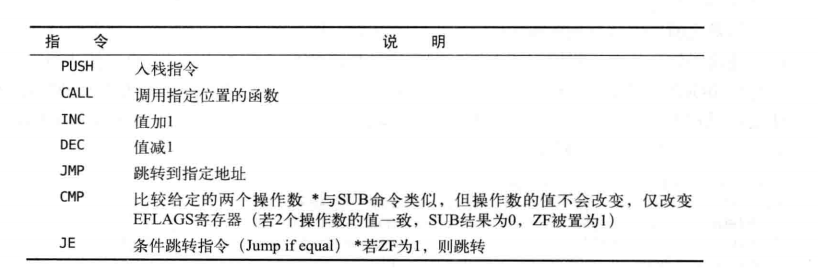 指 令 说 明
PUSH 入栈指令
CALL 调用指定位置的函数
INC 值加1
DEC 值减1
JMP 跳转到指定地址
CMP 比较给定的两个操作数 *与SUB命令类似，但操作数的值不会改变，仅改变
EFLAGS寄存器（若2个操作数的值一致，SUB结果为0，ZF被置为1）
JE 条件跳转指令（Jump if equal）*若ZF为1，则跳转